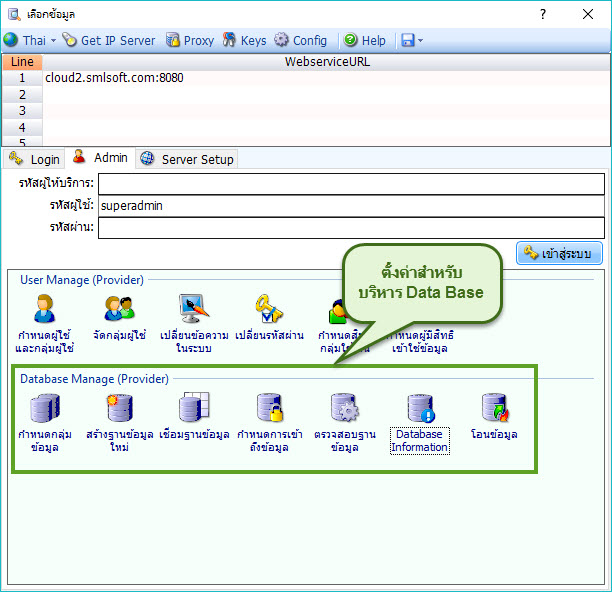 เลือกข้อมูล
Thai Get IP Server Proxy Keys Config Help
Line WebserviceURL
1 cloud2.smlsoft.com:8080
2
3
4
5
Login Admin Server Setup
รหัสผู้ให้บริการ:
รหัสผู้ใช้: superadmin
รหัสผ่าน:
เข้าสู่ระบบ
ตั้งค่าสำหรับ
บริหาร Data Base
User Manage (Provider)
กำหนดผู้ใช้
และกลุ่มผู้ใช้
จัดกลุ่มผู้ใช้
เปลี่ยนข้อความ
ในระบบ
เปลี่ยนรหัสผ่าน
กำหนดสิ
กลุ่มใ
กำหนดผู้มีสิทธิ์
เข้าใช้ข้อมูล
Database Manage (Provider)
กำหนดกลุ่ม
ข้อมูล
สร้างฐานข้อมูล
ใหม่
เชื่อมฐานข้อมูล
กำหนดการเข้า
ถึงข้อมูล
ตรวจสอบฐาน
ข้อมูล
Database
Information
โอนข้อมูล